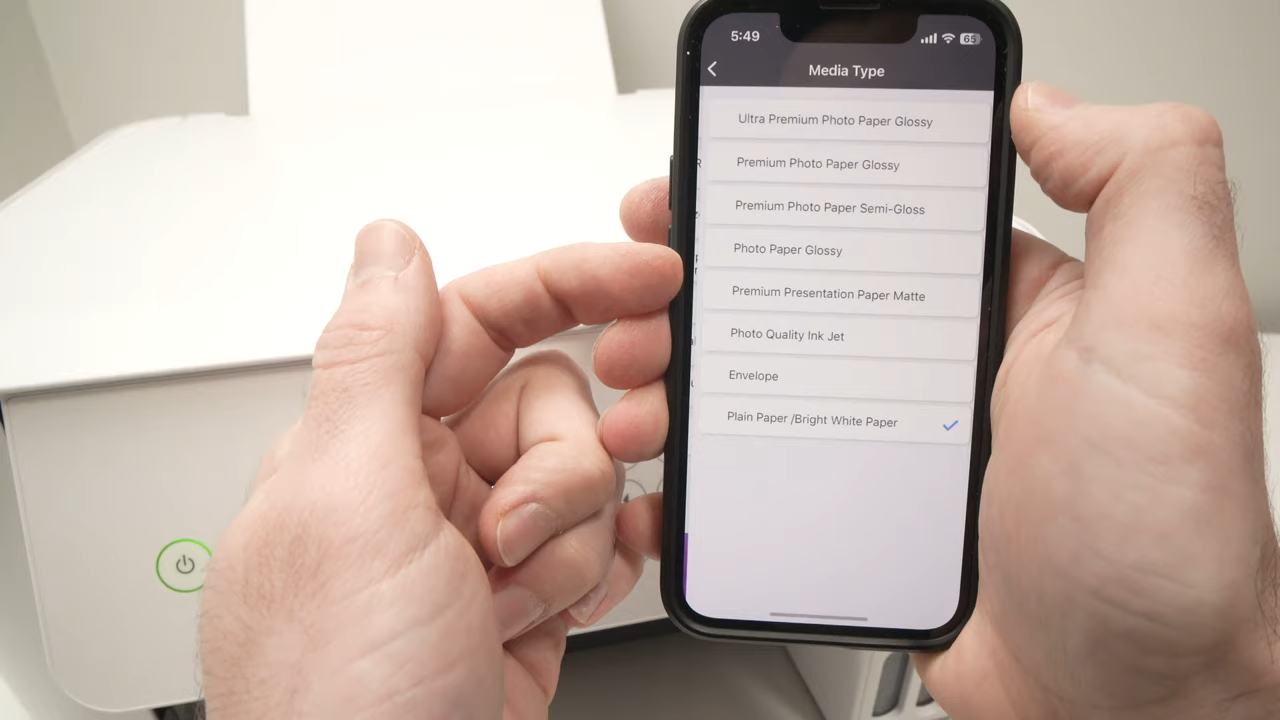 5:49
65
Media Type
Ultra Premium Photo Paper Glossy
Premium Photo Paper Glossy
Premium Photo Paper Semi-Gloss
Photo Paper Glossy
Premium Presentation Paper Matte
Photo Quality Ink Jet
Envelope
Plain Paper /Bright White Paper